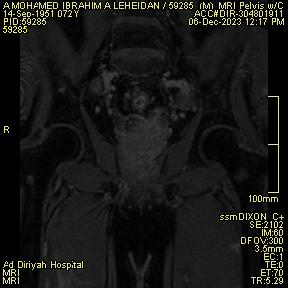 A MOHAMED IBRAHIM A LEHEIDAN / 59285 (M) MRI Pelvis w/C
14-Sep-1951 072Y
ACC#DIR-304801911
PID:59285
06-Dec-2023 12:17 PM
59285
R
100mm
ssmDIXON C+
SE:2102
IM:60
DFOV:300
3.5mm
EC:1
Ad Diriyah Hospital
TE:0
MRI
ET:70
MRI
TR:5.29